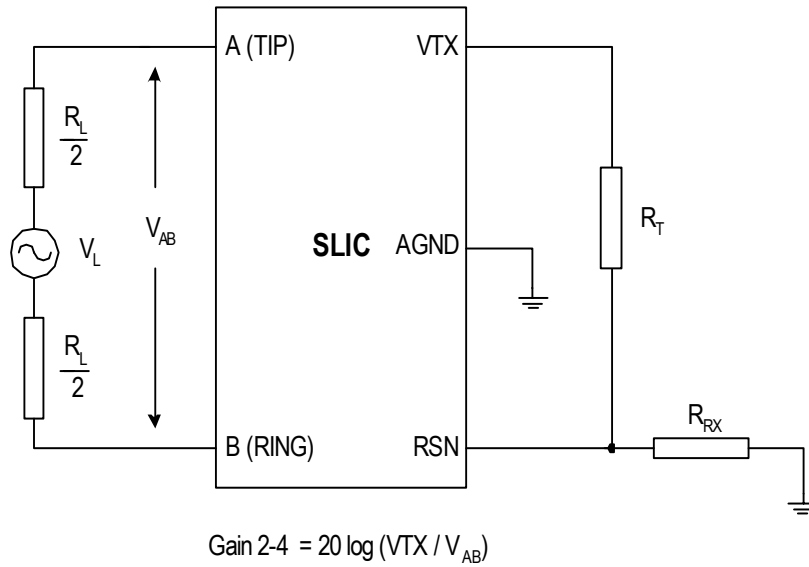 A (TIP)
VTX
R_L
2
V_AB
V_L
SLIC
AGND
R_T
R_L
2
R_RX
B (RING)
RSN
Gain 2-4 = 20 log (VTX / V_AB)